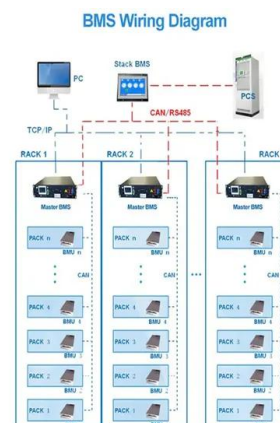 BMS Wiring Diagram
Stack BMS
PC
PCS
CAN/RS485
TCP/IP
RACK 1
RACK 2
RACK
Master BMS
Master BMS
Master BMS
PACK n
PACK n
PACK n
BMU n
BMU n
BMU n
CAN
CAN
CAN
PACK 4
PACK 4
PACK 4
BMU 4
BMU 4
BMU 4
PACK 3
PACK 3
PACK 3
BMU 3
BMU 3
BMU 3
PACK 2
PACK 2
PACK 2
BMU 2
BMU 2
BMU 2
PACK 1
PACK 1
PACK 1